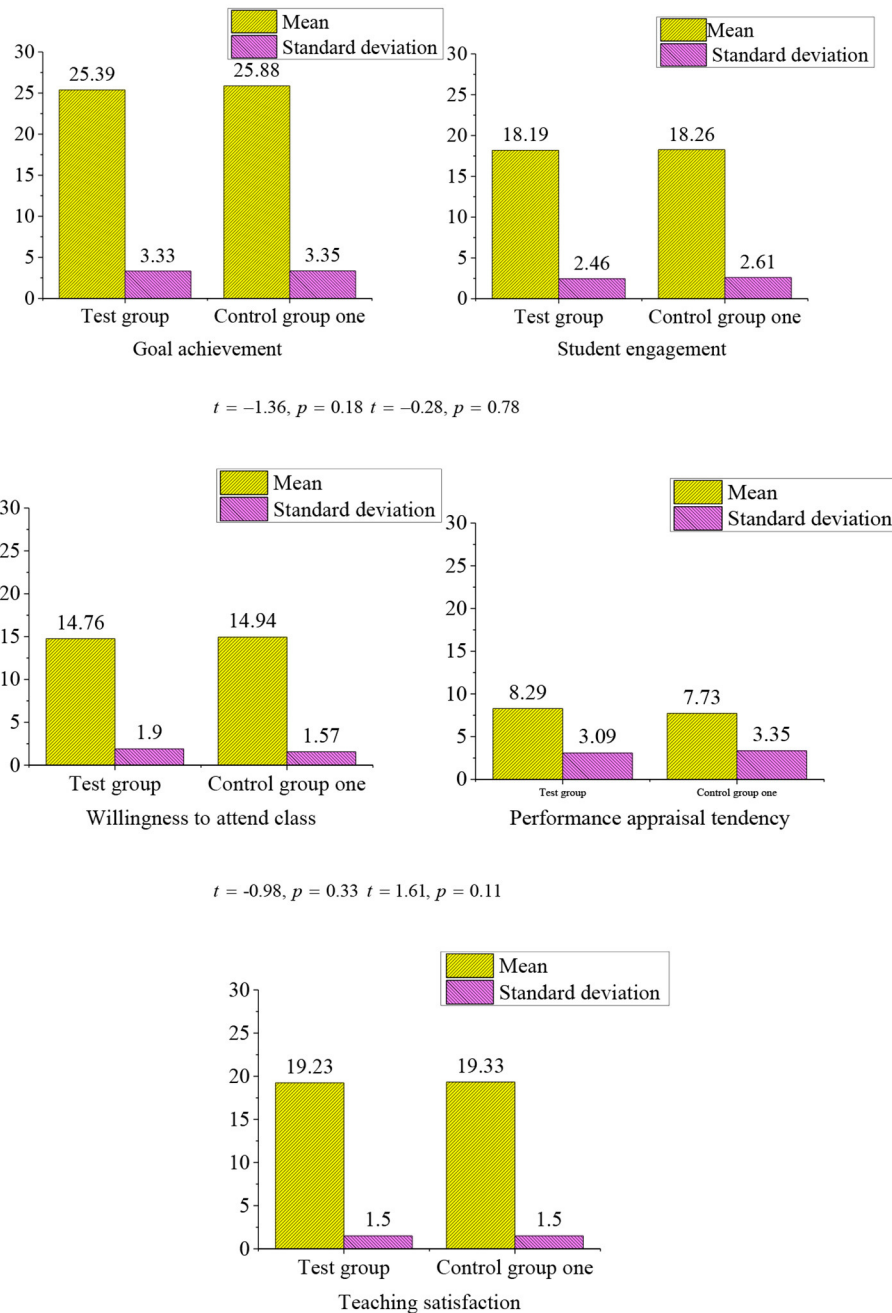 Mean
Standard deviation
30
25
20
15
10
5
0
25.39
25.88
3.33
3.35
Test group
Control group one
Goal achievement
Mean
Standard deviation
30
25
20
15
10
5
0
18.19
18.26
2.46
2.61
Test group
Control group one
Student engagement
t = –1.36, p = 0.18 t = –0.28, p = 0.78
Mean
Standard deviation
30
25
20
15
10
5
0
14.76
14.94
1.9
1.57
Test group
Control group one
Willingness to attend class
Mean
Standard deviation
30
25
20
15
10
5
0
8.29
7.73
3.09
3.35
Test group
Control group one
Performance appraisal tendency
t = -0.98, p = 0.33 t = 1.61, p = 0.11
Mean
Standard deviation
30
25
20
15
10
5
0
19.23
19.33
1.5
1.5
Test group
Control group one
Teaching satisfaction